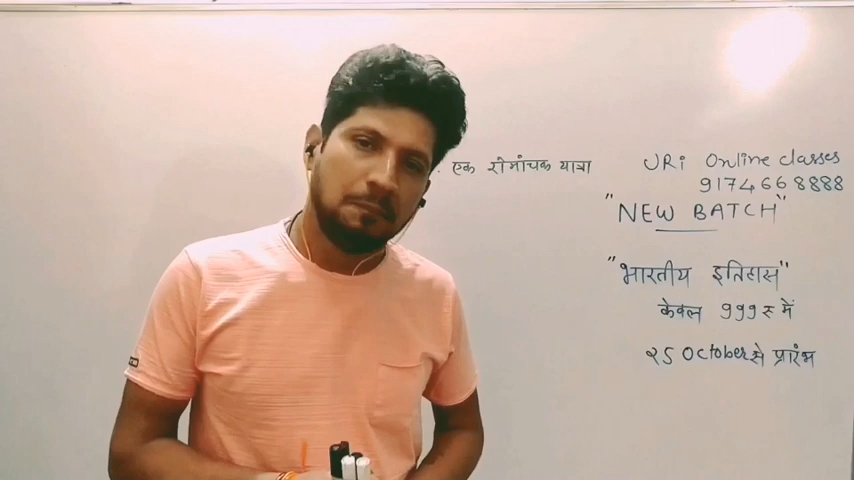 एक रोमांचक यात्रा
URi Online classes
9174668888
"NEW BATCH"
"भारतीय इतिहास"
केवल 999 रु में
25 October से प्रारंभ